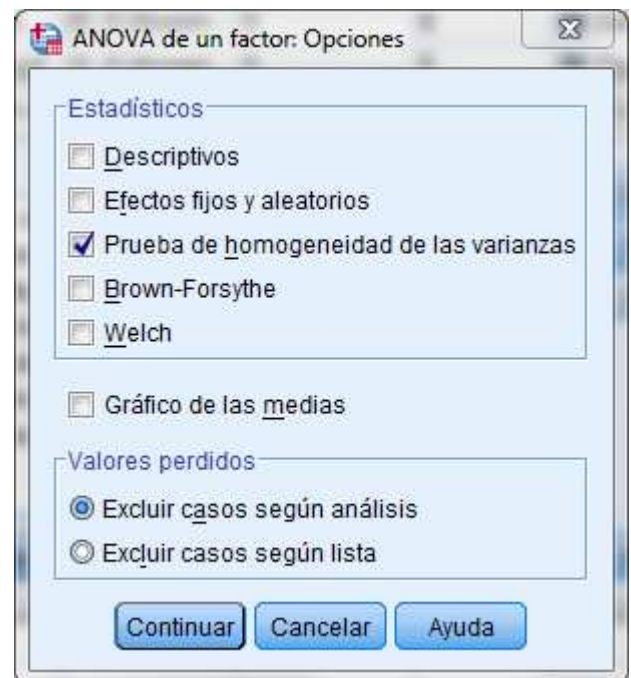 ANOVA de un factor: Opciones
Estadísticos
Descriptivos
Efectos fijos y aleatorios
Prueba de homogeneidad de las varianzas
Brown-Forsythe
Welch
Gráfico de las medias
Valores perdidos
Excluir casos según análisis
Excluir casos según lista
Continuar Cancelar Ayuda